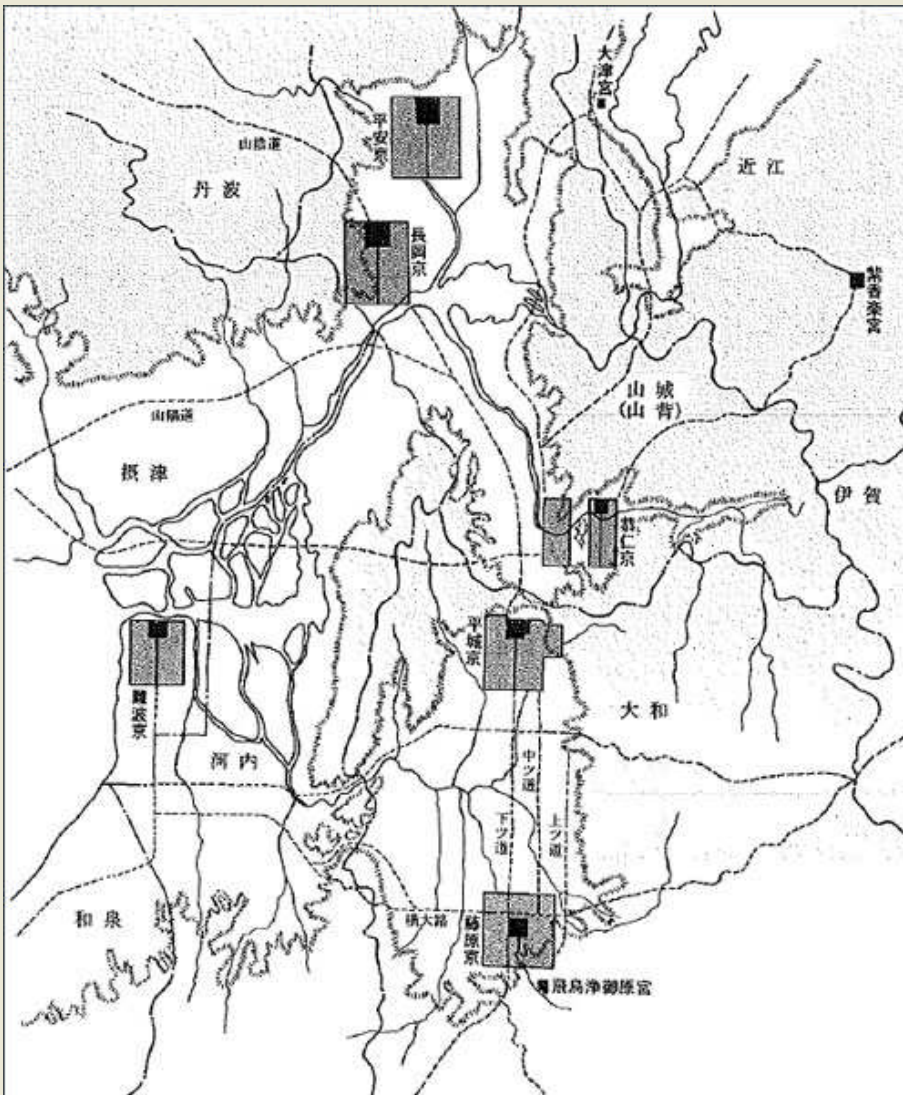 大津宮
平安京
山陰道
近江
丹波
長岡京
紫香楽宮
山城
(山背)
山陽道
摂津
伊賀
恭仁京
平城京
難波京
大和
河内
中ツ道
下ツ道
上ツ道
和泉
横大路
藤原京
飛鳥浄御原宮